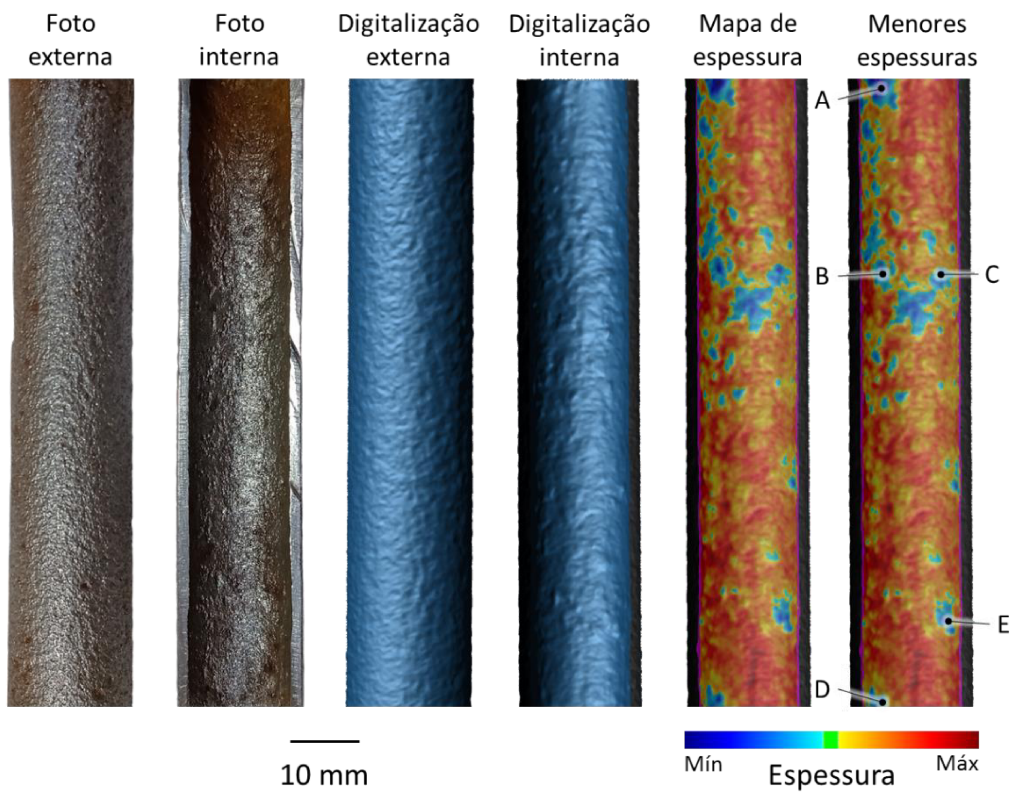 Foto
externa
Foto
interna
Digitalização
externa
Digitalização
interna
Mapa de
espessura
Menores
espessuras
A
B
C
E
D
10 mm
Mín
Espessura
Máx